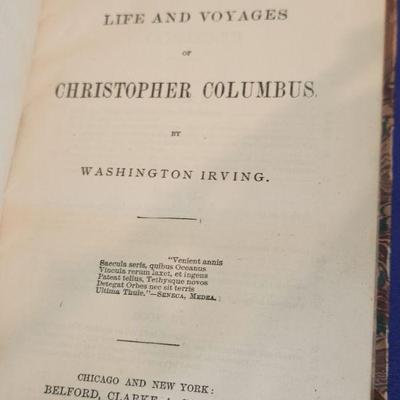 LIFE AND VOYAGES
OF
CHRISTOPHER COLUMBUS.
BY
WASHINGTON IRVING.
"Venient annis
Saecula seris, quibus Oceanus
Vincula rerum laxet, et ingens
Pateat tellus, Tethysque novos
Detegat Orbes nec sit terris
Ultima Thule."—SENECA, MEDEA.
CHICAGO AND NEW YORK:
BELFORD, CLARKE